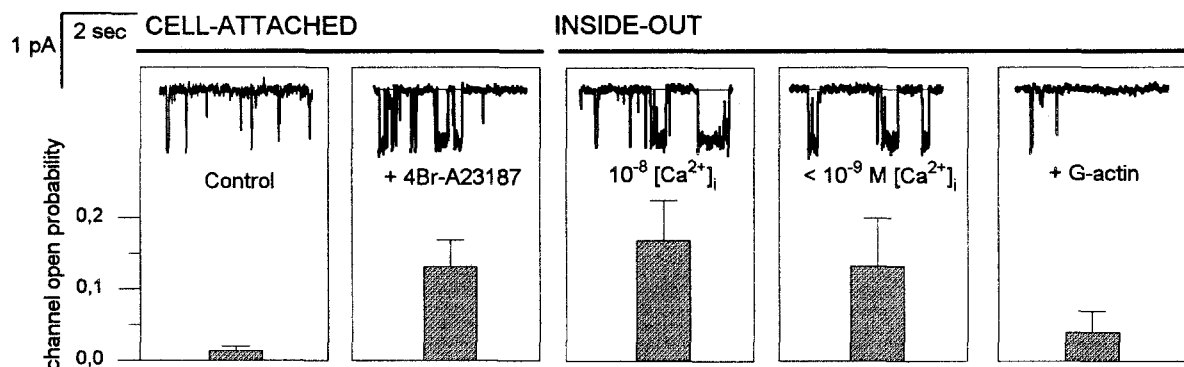 1 pA 2 sec CELL-ATTACHED INSIDE-OUT
Control + 4Br-A23187 10⁻⁸ [Ca²⁺]ᵢ < 10⁻⁹ M [Ca²⁺]ᵢ + G-actin
channel open probability
0,2
0,1
0,0